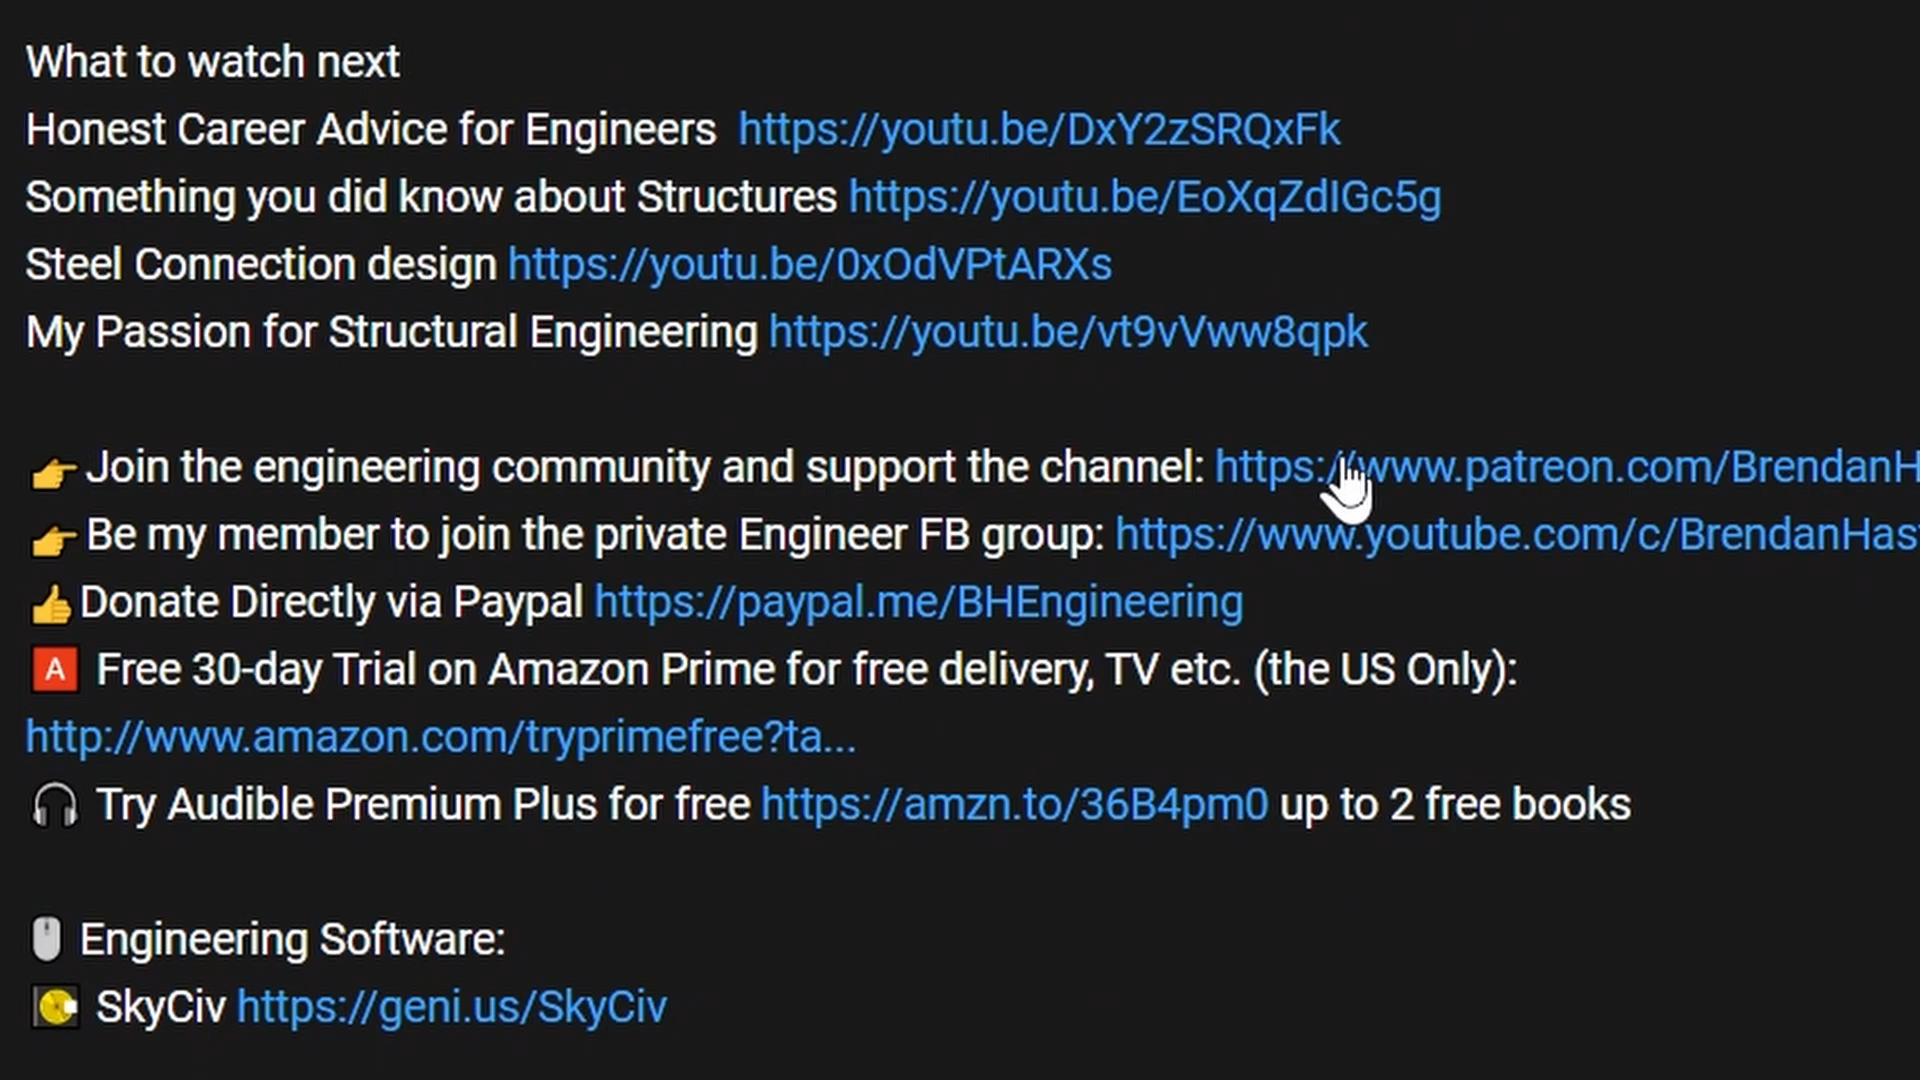 What to watch next
Honest Career Advice for Engineers https://youtu.be/DxY2zSRQxFk
Something you did know about Structures https://youtu.be/EoXqZdIGc5g
Steel Connection design https://youtu.be/0xOdVPtARXs
My Passion for Structural Engineering https://youtu.be/vt9vVww8qpk
👉Join the engineering community and support the channel: https://www.patreon.com/BrendanH
👉Be my member to join the private Engineer FB group: https://www.youtube.com/c/BrendanHas
👍Donate Directly via Paypal https://paypal.me/BHEngineering
🅰 Free 30-day Trial on Amazon Prime for free delivery, TV etc. (the US Only):
http://www.amazon.com/tryprimefree?ta...
🎧 Try Audible Premium Plus for free https://amzn.to/36B4pm0 up to 2 free books
🖱 Engineering Software:
💽 SkyCiv https://geni.us/SkyCiv